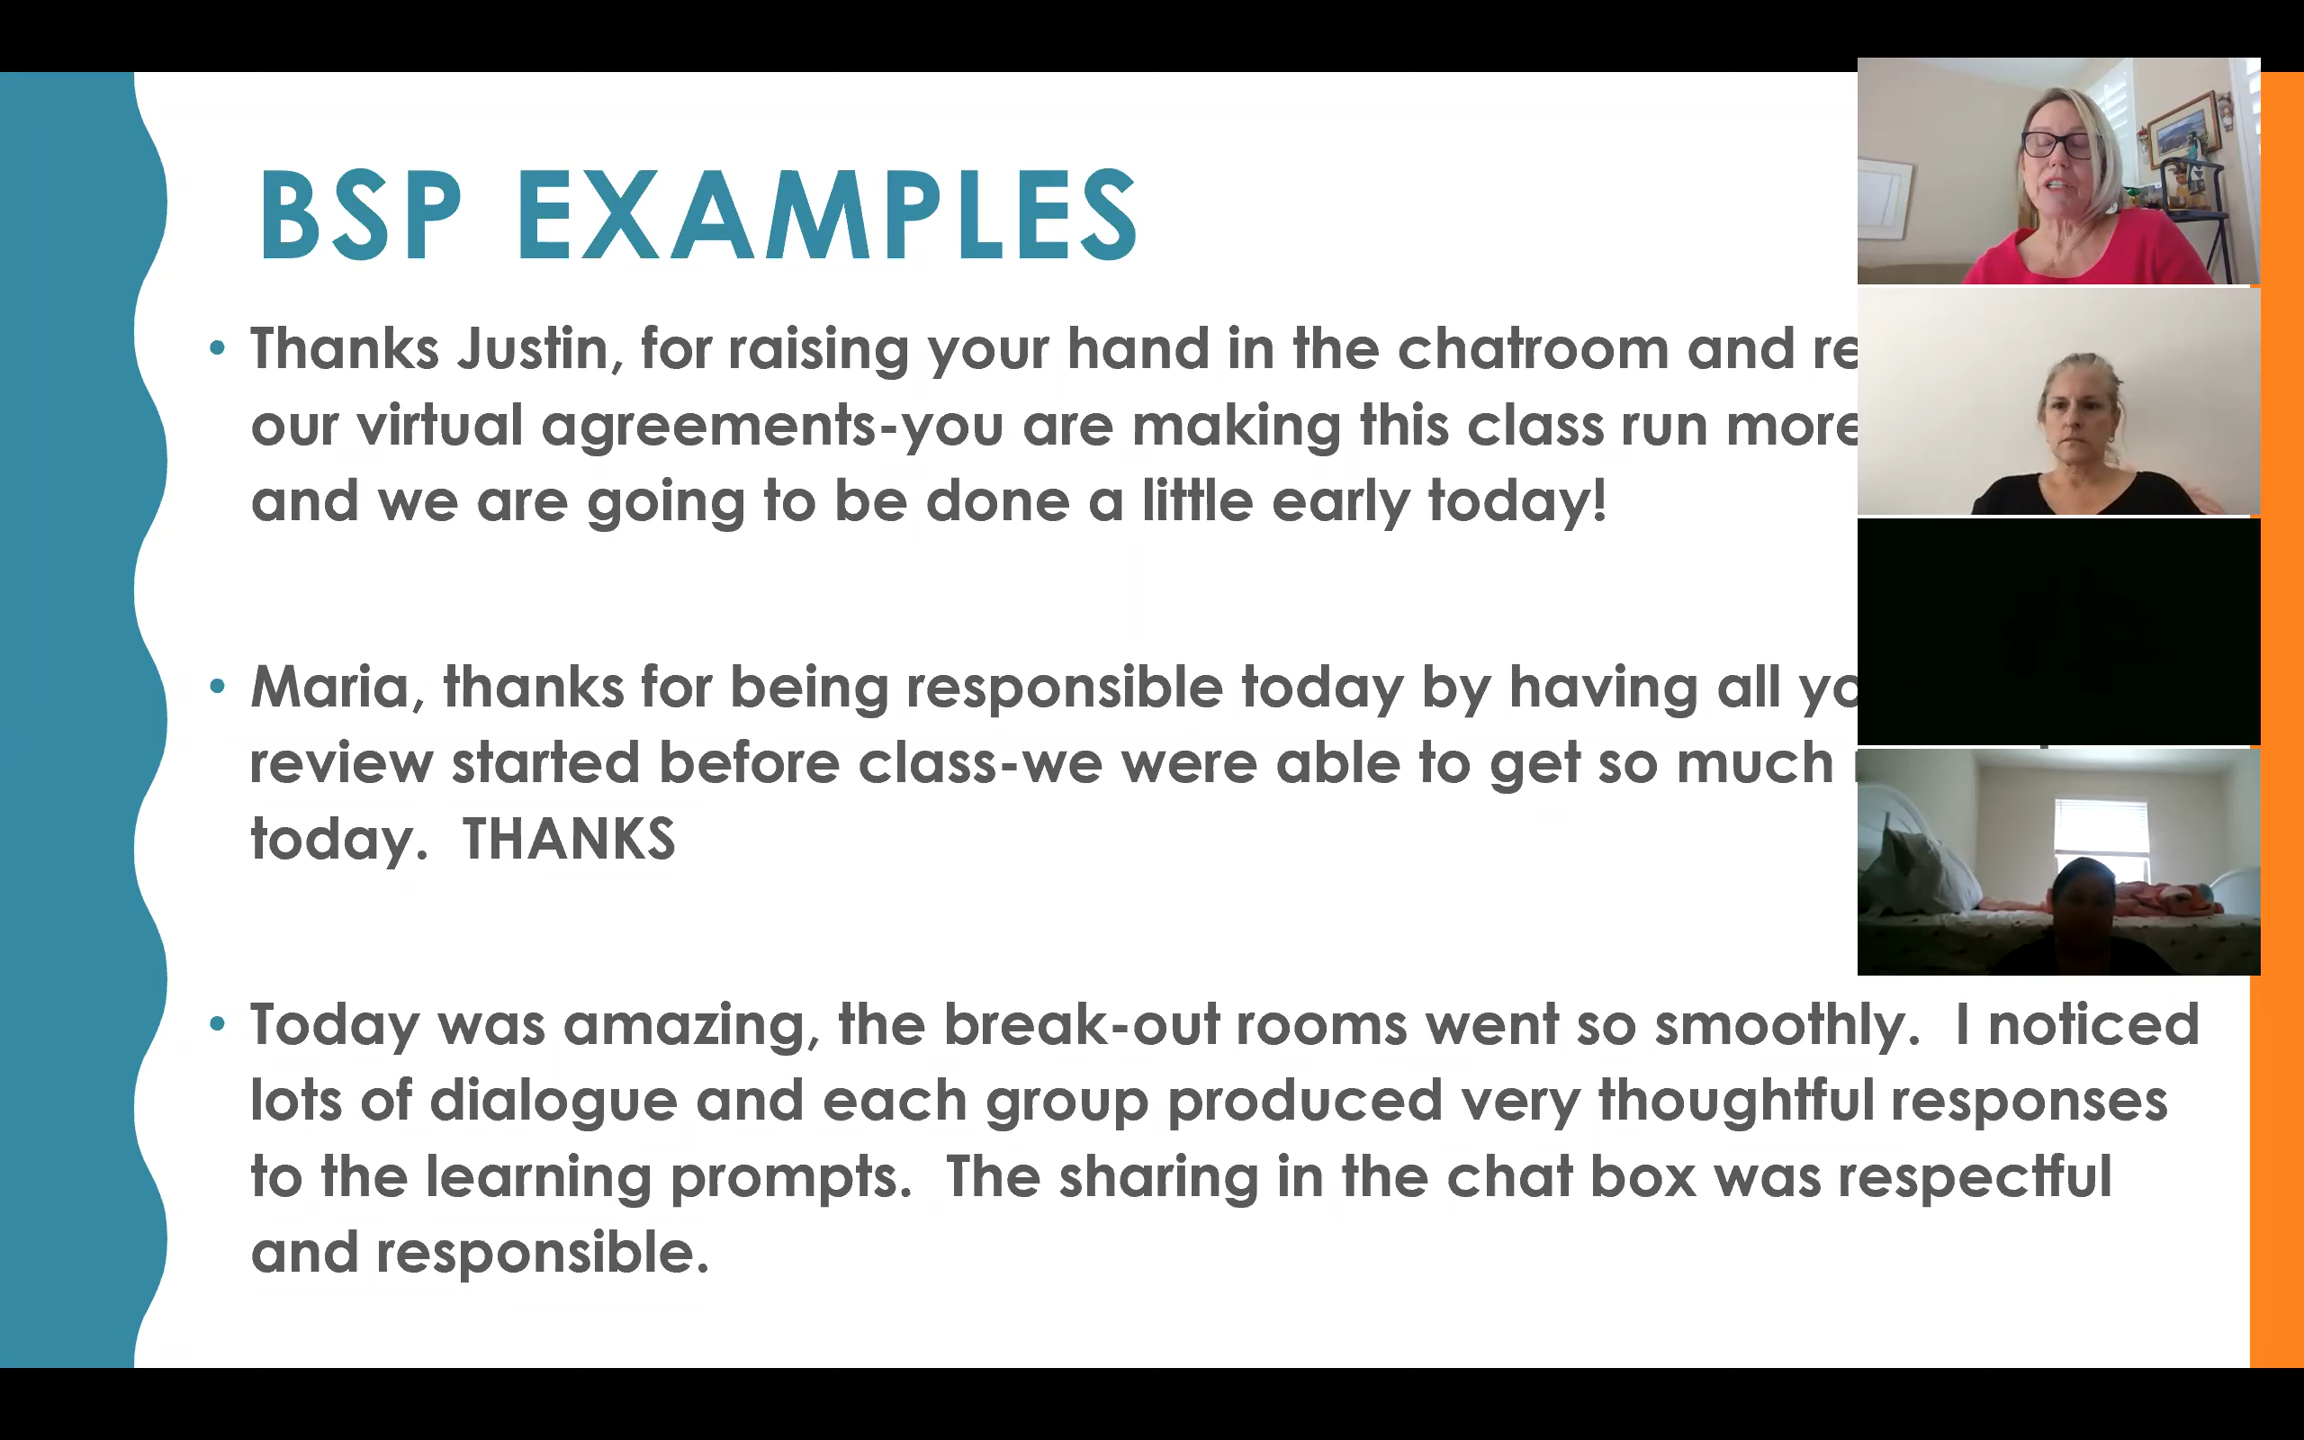 BSP EXAMPLES
• Thanks Justin, for raising your hand in the chatroom and
our virtual agreements-you are making this class run more
and we are going to be done a little early today!
• Maria, thanks for being responsible today by having all
review started before class-we were able to get so much
today.  THANKS
• Today was amazing, the break-out rooms went so smoothly.  I noticed
lots of dialogue and each group produced very thoughtful responses
to the learning prompts.  The sharing in the chat box was respectful
and responsible.